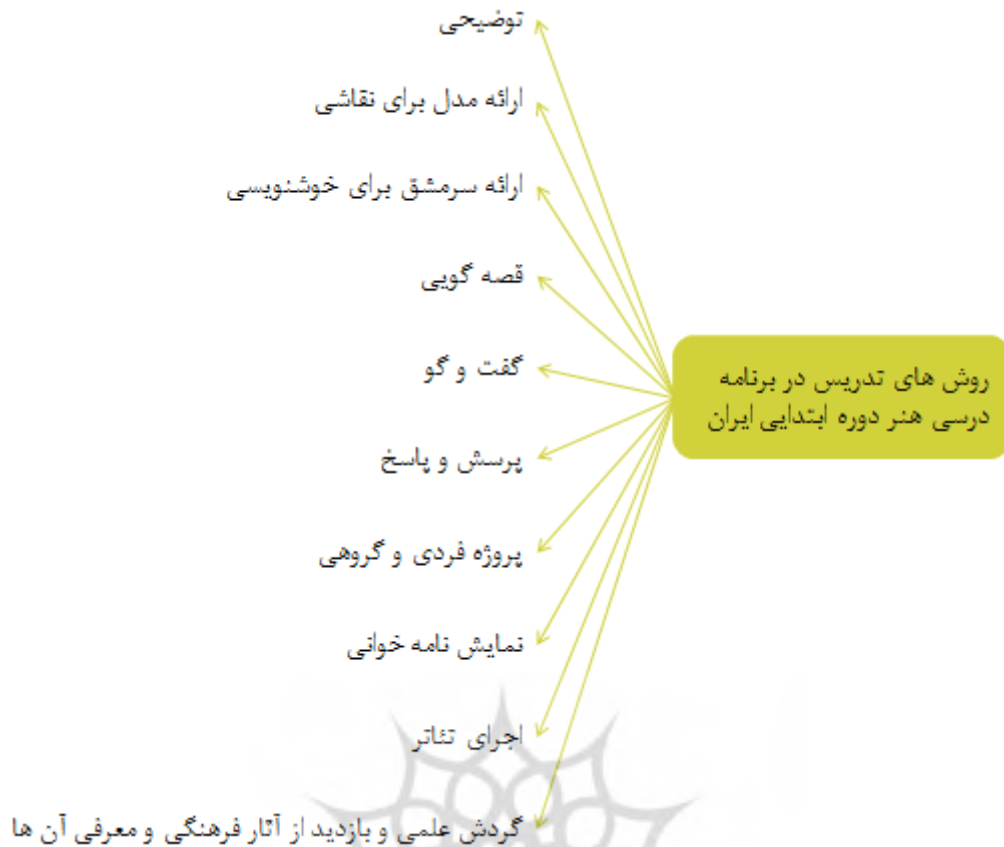 توضیحی
ارائه مدل برای نقاشی
ارائه سرمشق برای خوشنویسی
قصه گویی
گفت و گو
روش های تدریس در برنامه
درسی هنر دوره ابتدایی ایران
پرسش و پاسخ
پروژه فردی و گروهی
نمایش نامه خوانی
اجرای تئاتر
گردش علمی و بازدید از آثار فرهنگی و معرفی آن ها